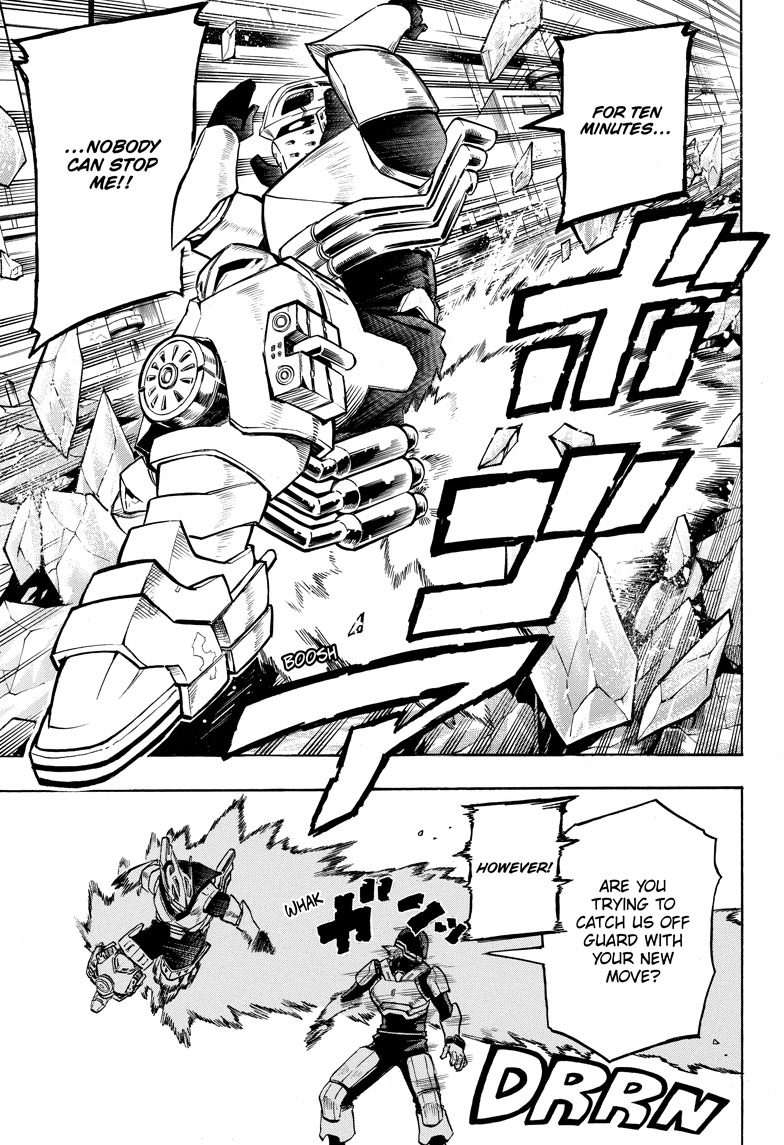 FOR TEN
MINUTES...
...NOBODY
CAN STOP
ME!!
ボ
ジ
ア
BOOSH
ARE YOU
TRYING TO
CATCH US OFF
GUARD WITH
YOUR NEW
MOVE?
HOWEVER!
WHAK
ガンッ
DRRN